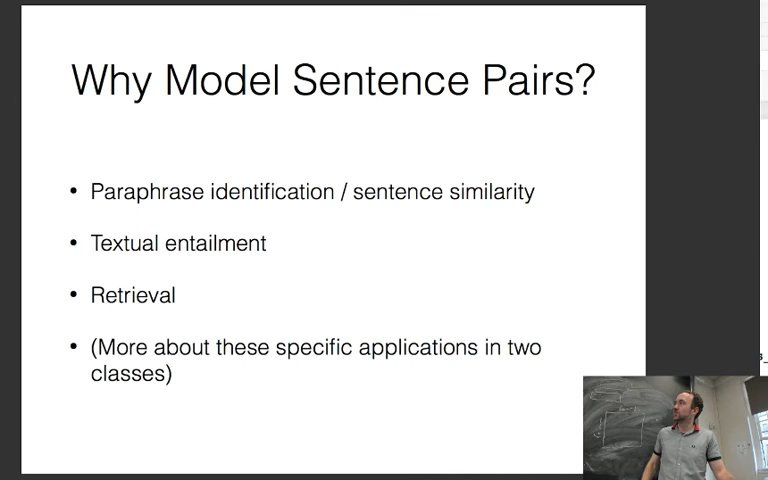 Why Model Sentence Pairs?
• Paraphrase identification / sentence similarity
• Textual entailment
• Retrieval
• (More about these specific applications in two
classes)